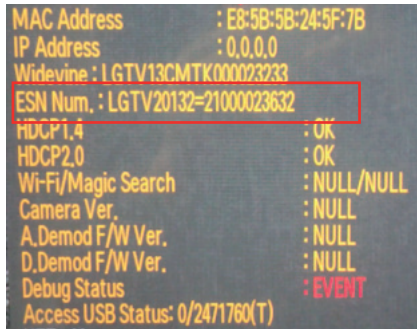 MAC Address : E8:5B:5B:24:5F:7B
IP Address : 0.0.0.0
Widevine : LGTV13CMTK000023233
ESN Num. : LGTV20132=21000023632
HDCP1.4 : OK
HDCP2.0 : OK
Wi-Fi/Magic Search : NULL/NULL
Camera Ver. : NULL
A.Demod F/W Ver. : NULL
D.Demod F/W Ver. : NULL
Debug Status : EVENT
Access USB Status: 0/2471760(T)